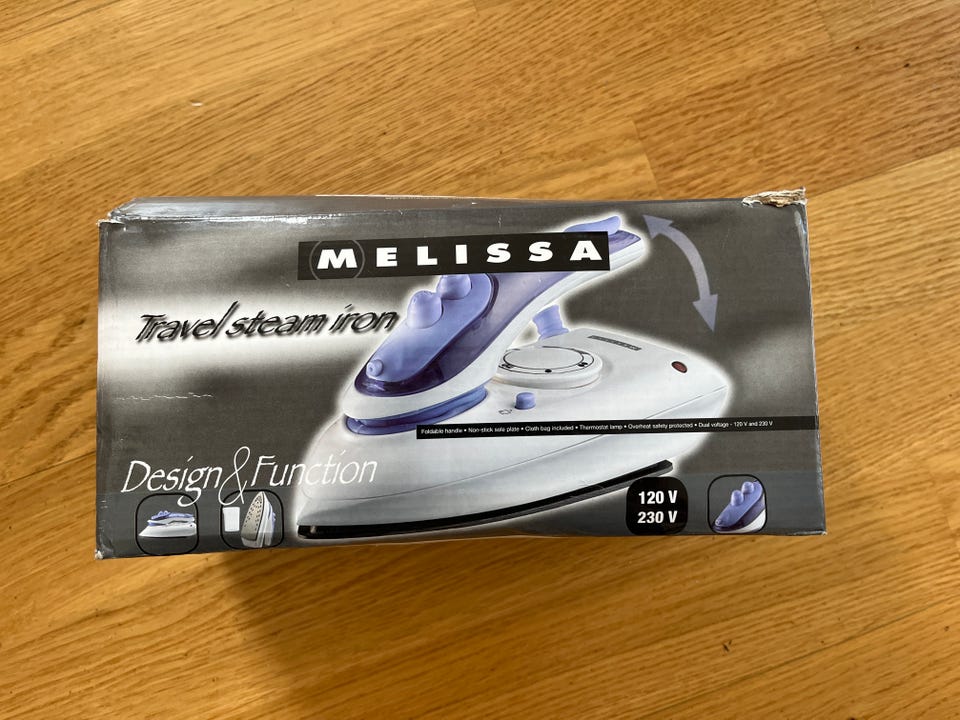 MELISSA
Travel steam iron
Foldable handle • Non-stick sole plate • Cloth bag included • Thermostat lamp • Overheat safety protected • Dual voltage - 120 V and 230 V
Design & Function
120 V
230 V